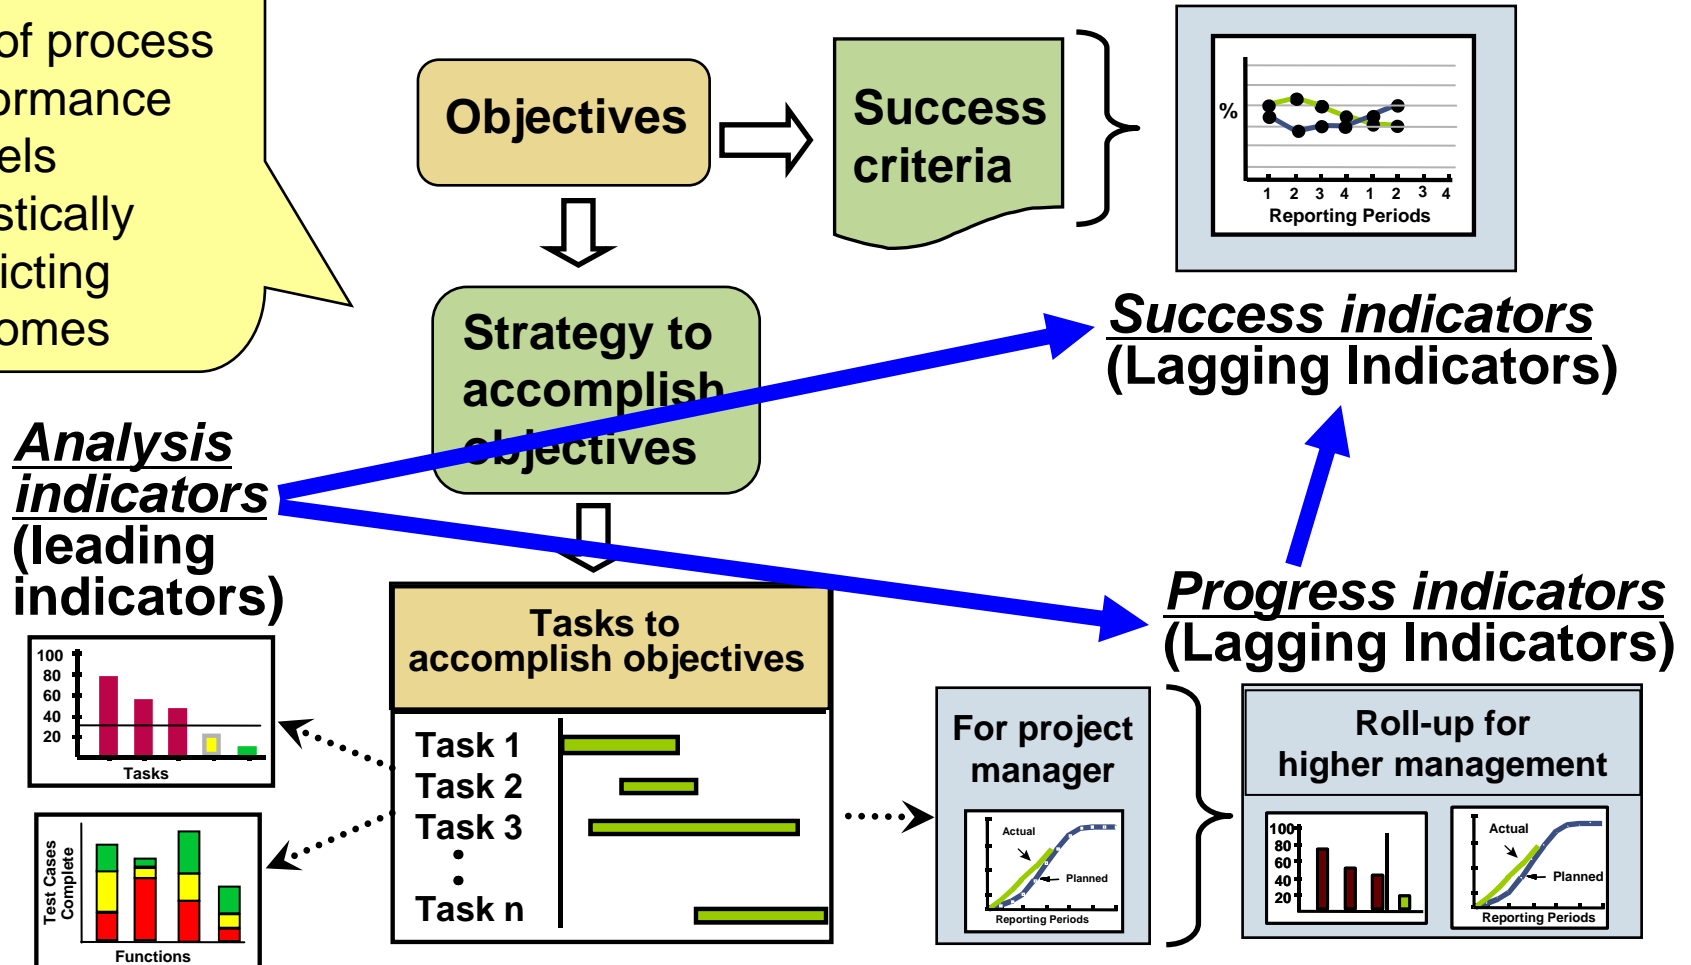 of process
ormance
els
stically
icting
omes
Objectives
Success
criteria
%
1 2 3 4 1 2 3 4
Reporting Periods
Success indicators
(Lagging Indicators)
Strategy to
accomplish
objectives
Analysis
indicators
(leading
indicators)
100
80
60
40
20
Tasks
Test Cases
Complete
Functions
Tasks to
accomplish objectives
Task 1
Task 2
Task 3
Task n
Progress indicators
(Lagging Indicators)
For project
manager
Actual
Planned
Reporting Periods
Roll-up for
higher management
100
80
60
40
20
Actual
Planned
Reporting Periods